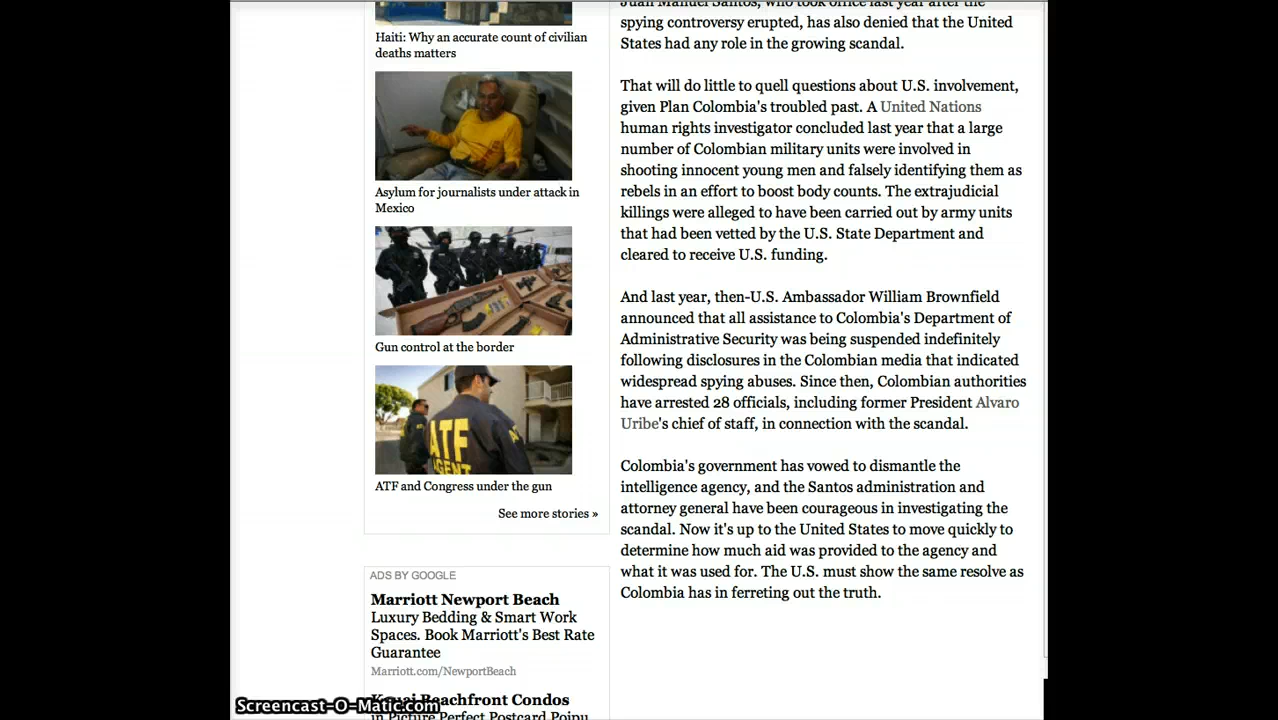 Haiti: Why an accurate count of civilian
deaths matters
Asylum for journalists under attack in
Mexico
Gun control at the border
ATF
AGENT
ATF and Congress under the gun
See more stories »
ADS BY GOOGLE
Marriott Newport Beach
Luxury Bedding & Smart Work
Spaces. Book Marriott's Best Rate
Guarantee
Marriott.com/NewportBeach
Kauai Beachfront Condos
in Picture Perfect Postcard Poipu
Juan Manuel Santos, who took office last year after the
spying controversy erupted, has also denied that the United
States had any role in the growing scandal.
That will do little to quell questions about U.S. involvement,
given Plan Colombia's troubled past. A United Nations
human rights investigator concluded last year that a large
number of Colombian military units were involved in
shooting innocent young men and falsely identifying them as
rebels in an effort to boost body counts. The extrajudicial
killings were alleged to have been carried out by army units
that had been vetted by the U.S. State Department and
cleared to receive U.S. funding.
And last year, then-U.S. Ambassador William Brownfield
announced that all assistance to Colombia's Department of
Administrative Security was being suspended indefinitely
following disclosures in the Colombian media that indicated
widespread spying abuses. Since then, Colombian authorities
have arrested 28 officials, including former President Alvaro
Uribe's chief of staff, in connection with the scandal.
Colombia's government has vowed to dismantle the
intelligence agency, and the Santos administration and
attorney general have been courageous in investigating the
scandal. Now it's up to the United States to move quickly to
determine how much aid was provided to the agency and
what it was used for. The U.S. must show the same resolve as
Colombia has in ferreting out the truth.
Screencast-O-Matic.com